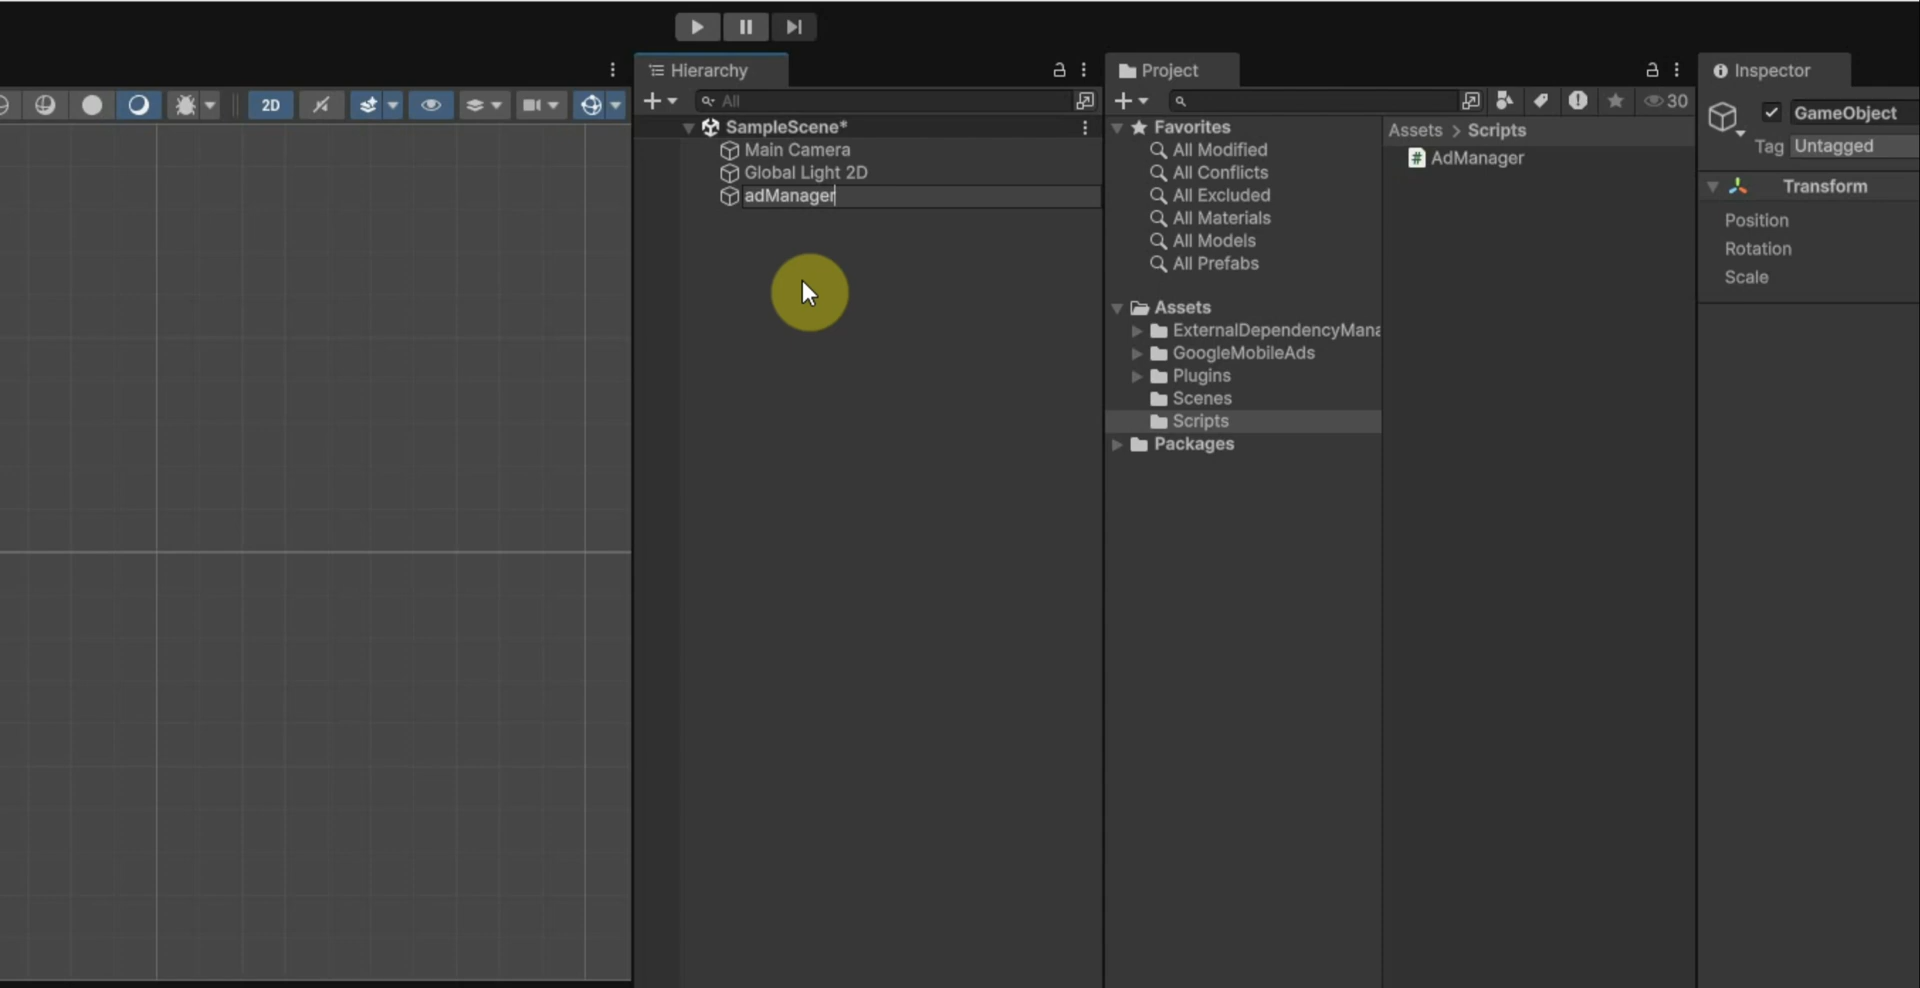 Hierarchy
All
SampleScene*
Main Camera
Global Light 2D
adManager
2D
Project
30
Favorites
All Modified
All Conflicts
All Excluded
All Materials
All Models
All Prefabs
Assets
ExternalDependencyMana
GoogleMobileAds
Plugins
Scenes
Scripts
Packages
Assets > Scripts
AdManager
Inspector
GameObject
Tag Untagged
Transform
Position
Rotation
Scale